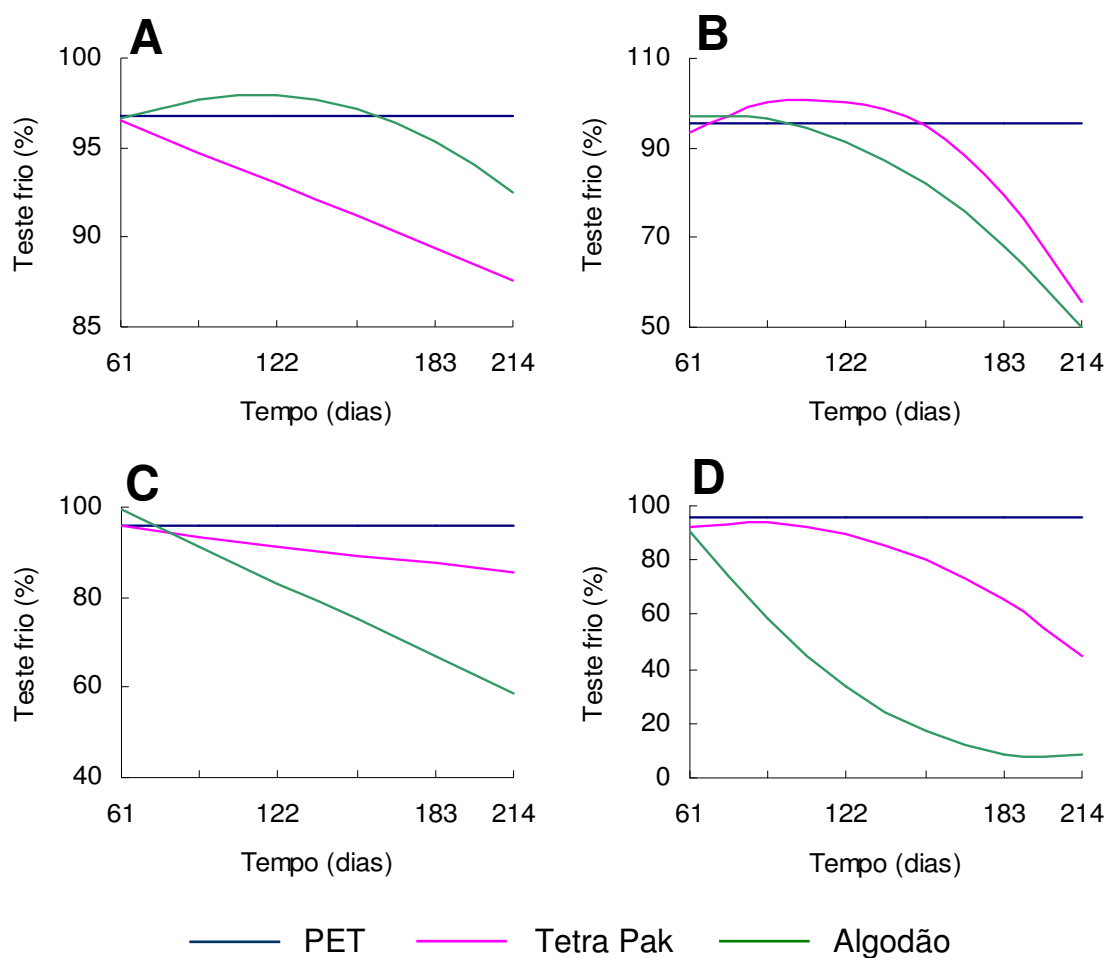 A
100
95
90
85
Teste frio (%)
61 122 183 214
Tempo (dias)
B
110
90
70
50
Teste frio (%)
61 122 183 214
Tempo (dias)
C
100
80
60
40
Teste frio (%)
61 122 183 214
Tempo (dias)
D
100
80
60
40
20
0
Teste frio (%)
61 122 183 214
Tempo (dias)
PET Tetra Pak Algodão